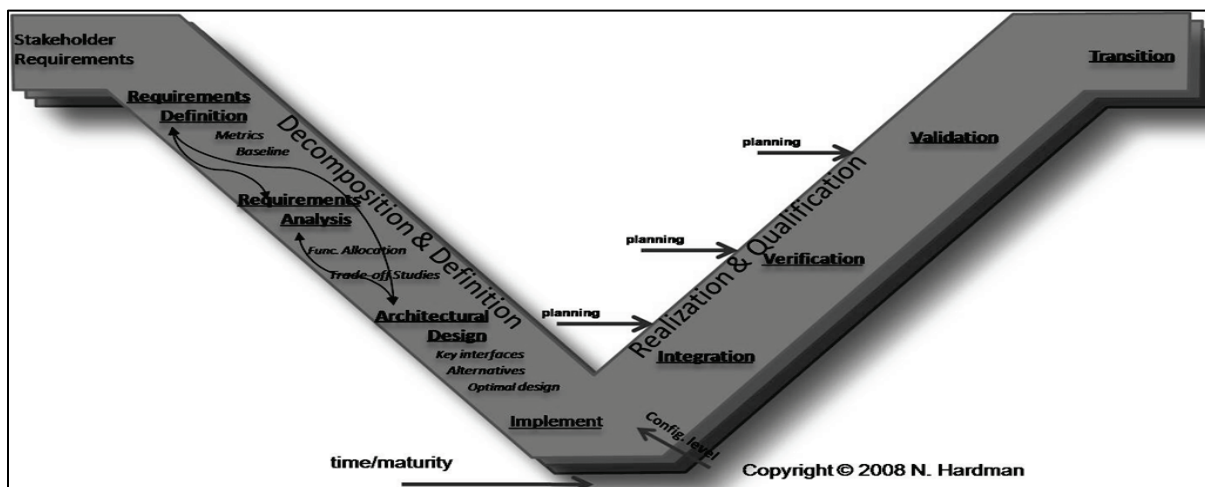 Stakeholder
Requirements
Requirements
Definition
Metrics
Baseline
Requirements
Analysis
Func. Allocation
Trade-off Studies
Architectural
Design
Key interfaces
Alternatives
Optimal design
Implement
Decomposition & Definition
time/maturity
Config. level
Integration
planning
Verification
planning
Validation
planning
Realization & Qualification
Transition
Copyright © 2008 N. Hardman